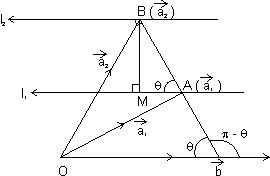 l₂ B (a⃗₂)
a⃗₂
θ A (a⃗₁)
l₁ M
a⃗₁ θ π - θ
O b⃗